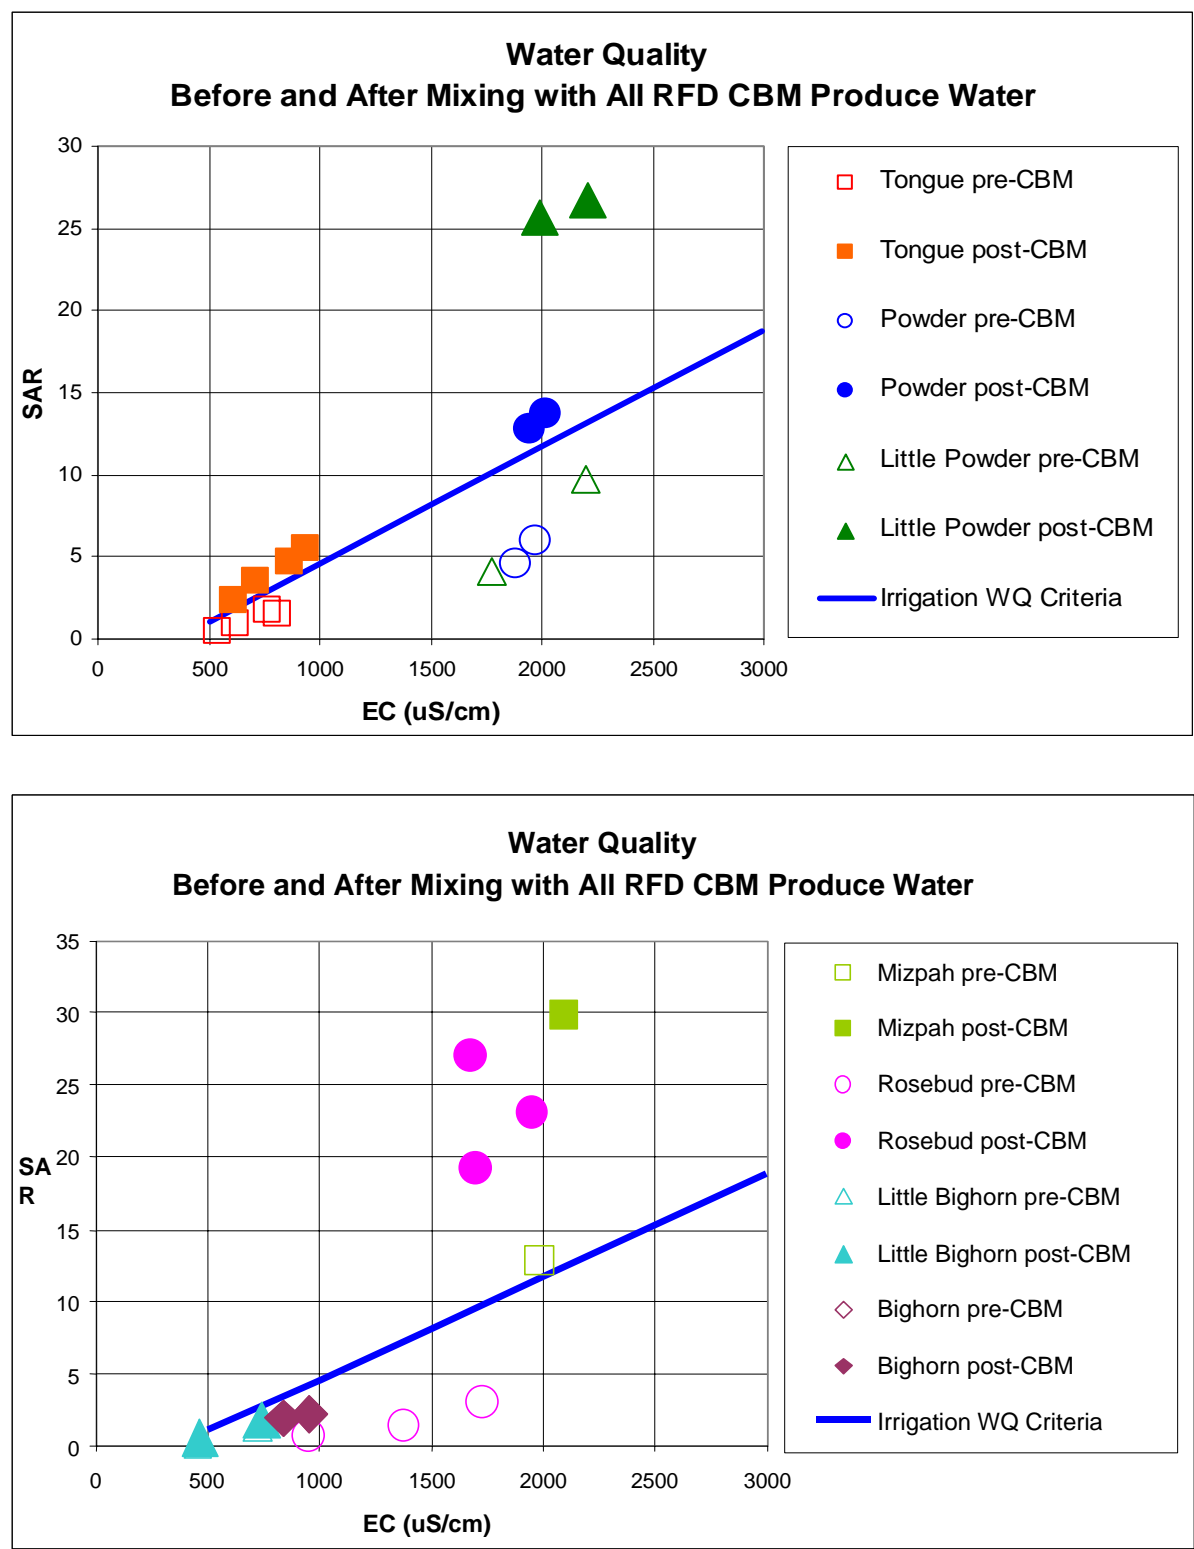 Water Quality
Before and After Mixing with All RFD CBM Produce Water
30
25
20
15
10
5
0
SAR
0 500 1000 1500 2000 2500 3000
EC (uS/cm)
Tongue pre-CBM
Tongue post-CBM
Powder pre-CBM
Powder post-CBM
Little Powder pre-CBM
Little Powder post-CBM
Irrigation WQ Criteria
Water Quality
Before and After Mixing with All RFD CBM Produce Water
35
30
25
20
15
10
5
0
SA
R
0 500 1000 1500 2000 2500 3000
EC (uS/cm)
Mizpah pre-CBM
Mizpah post-CBM
Rosebud pre-CBM
Rosebud post-CBM
Little Bighorn pre-CBM
Little Bighorn post-CBM
Bighorn pre-CBM
Bighorn post-CBM
Irrigation WQ Criteria